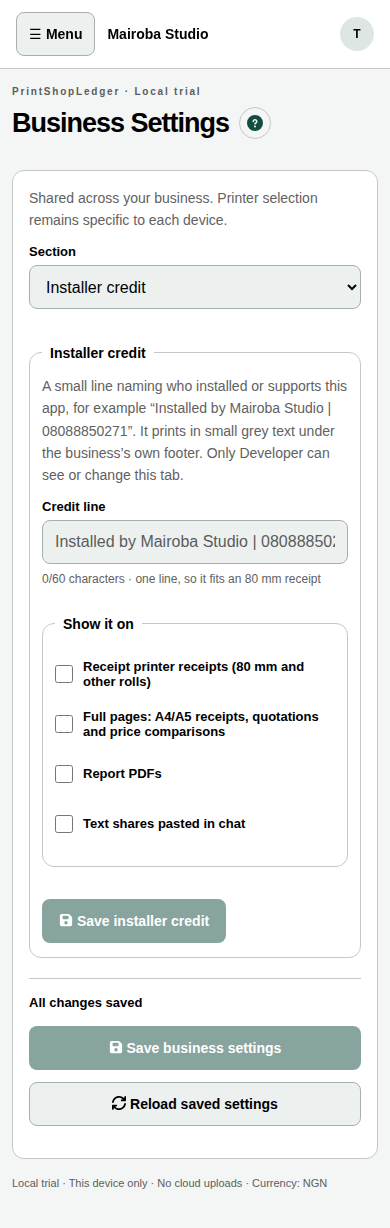 ☰ Menu
Mairoba Studio
T
PrintShopLedger · Local trial
Business Settings
?
Shared across your business. Printer selection
remains specific to each device.
Section
Installer credit
Installer credit
A small line naming who installed or supports this
app, for example “Installed by Mairoba Studio |
08088850271”. It prints in small grey text under
the business’s own footer. Only Developer can
see or change this tab.
Credit line
Installed by Mairoba Studio | 080888502
0/60 characters · one line, so it fits an 80 mm receipt
Show it on
Receipt printer receipts (80 mm and
other rolls)
Full pages: A4/A5 receipts, quotations
and price comparisons
Report PDFs
Text shares pasted in chat
Save installer credit
All changes saved
Save business settings
Reload saved settings
Local trial · This device only · No cloud uploads · Currency: NGN